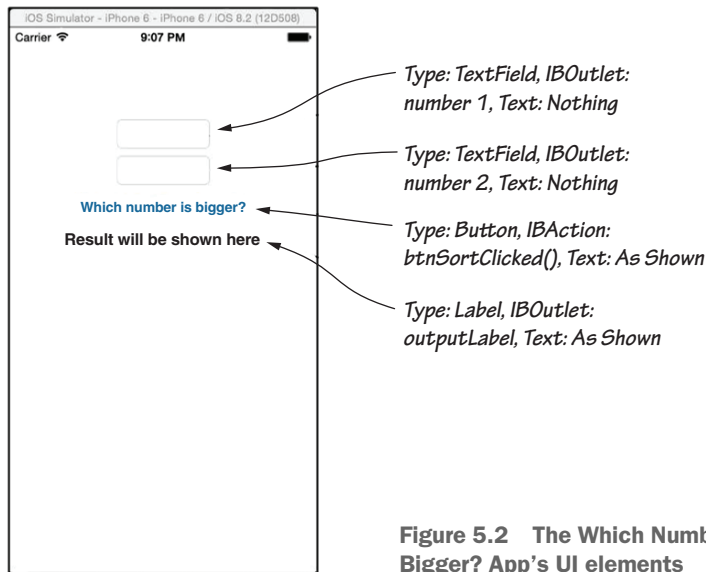 iOS Simulator - iPhone 6 - iPhone 6 / iOS 8.2 (12D508)
Carrier 9:07 PM
Type: TextField, IBOutlet:
number 1, Text: Nothing
Type: TextField, IBOutlet:
number 2, Text: Nothing
Which number is bigger?
Type: Button, IBAction:
btnSortClicked(), Text: As Shown
Result will be shown here
Type: Label, IBOutlet:
outputLabel, Text: As Shown
Figure 5.2 The Which
Bigger? App's UI elements